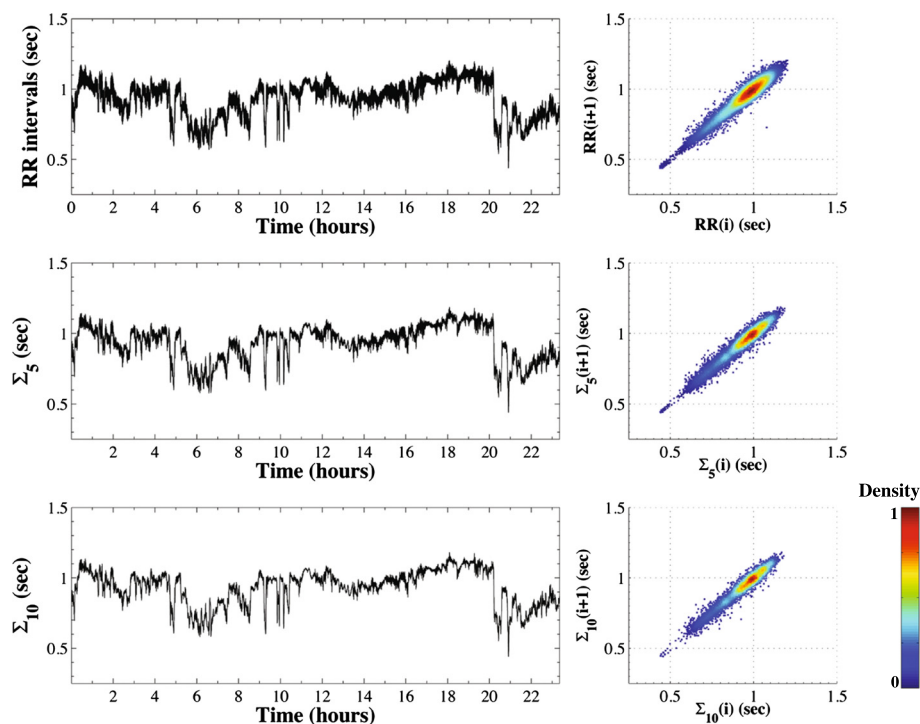 1.5
1
0.5
RR intervals (sec)
0 2 4 6 8 10 12 14 16 18 20 22
Time (hours)
1.5
1
0.5
RR(i+1) (sec)
0.5 1 1.5
RR(i) (sec)
1.5
1
0.5
Σ5 (sec)
0 2 4 6 8 10 12 14 16 18 20 22
Time (hours)
1.5
1
0.5
Σ5(i+1) (sec)
0.5 1 1.5
Σ5(i) (sec)
1.5
1
0.5
Σ10 (sec)
2 4 6 8 10 12 14 16 18 20 22
Time (hours)
1.5
1
0.5
Σ10(i+1) (sec)
0.5 1 1.5
Σ10(i) (sec)
Density
1
0